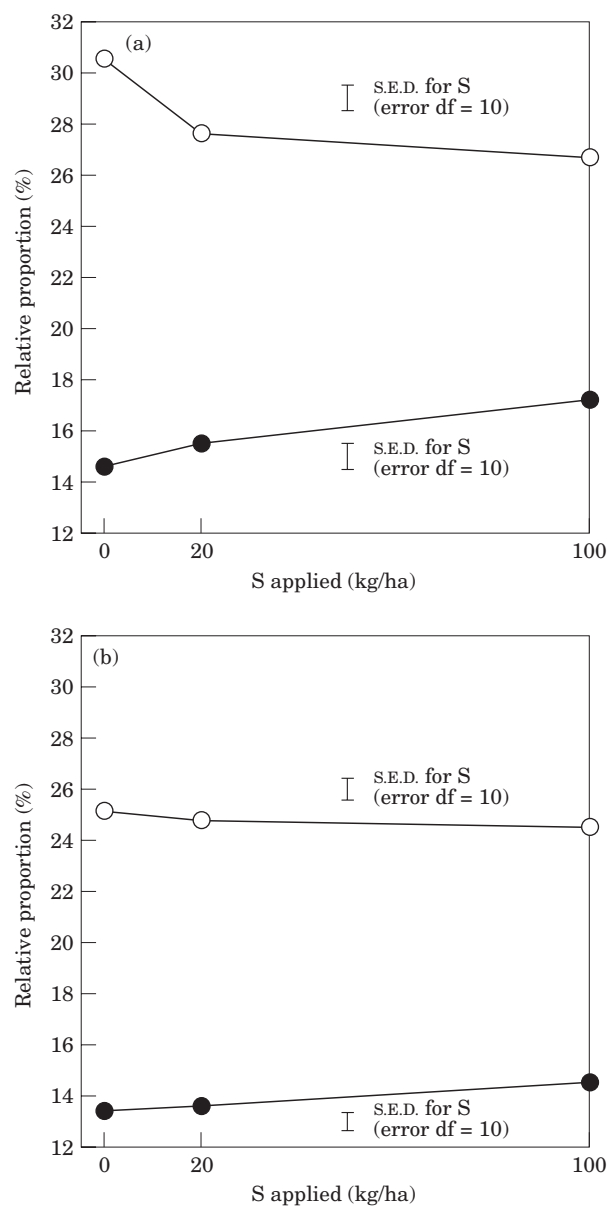 (a)
32
30
28
26
24
22
20
18
16
14
12
Relative proportion (%)
S.E.D. for S
(error df = 10)
S.E.D. for S
(error df = 10)
0
20
100
S applied (kg/ha)
(b)
32
30
28
26
24
22
20
18
16
14
12
Relative proportion (%)
S.E.D. for S
(error df = 10)
S.E.D. for S
(error df = 10)
0
20
100
S applied (kg/ha)